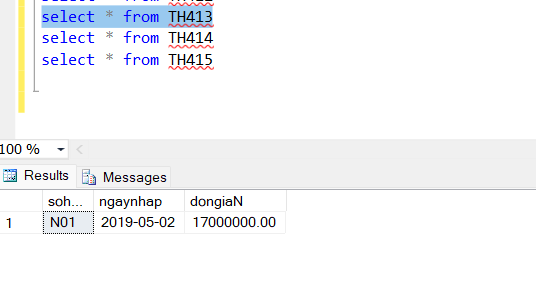 select * from TH413
select * from TH414
select * from TH415
100 %
Results Messages
soh... ngaynhap dongiaN
1 N01 2019-05-02 17000000.00